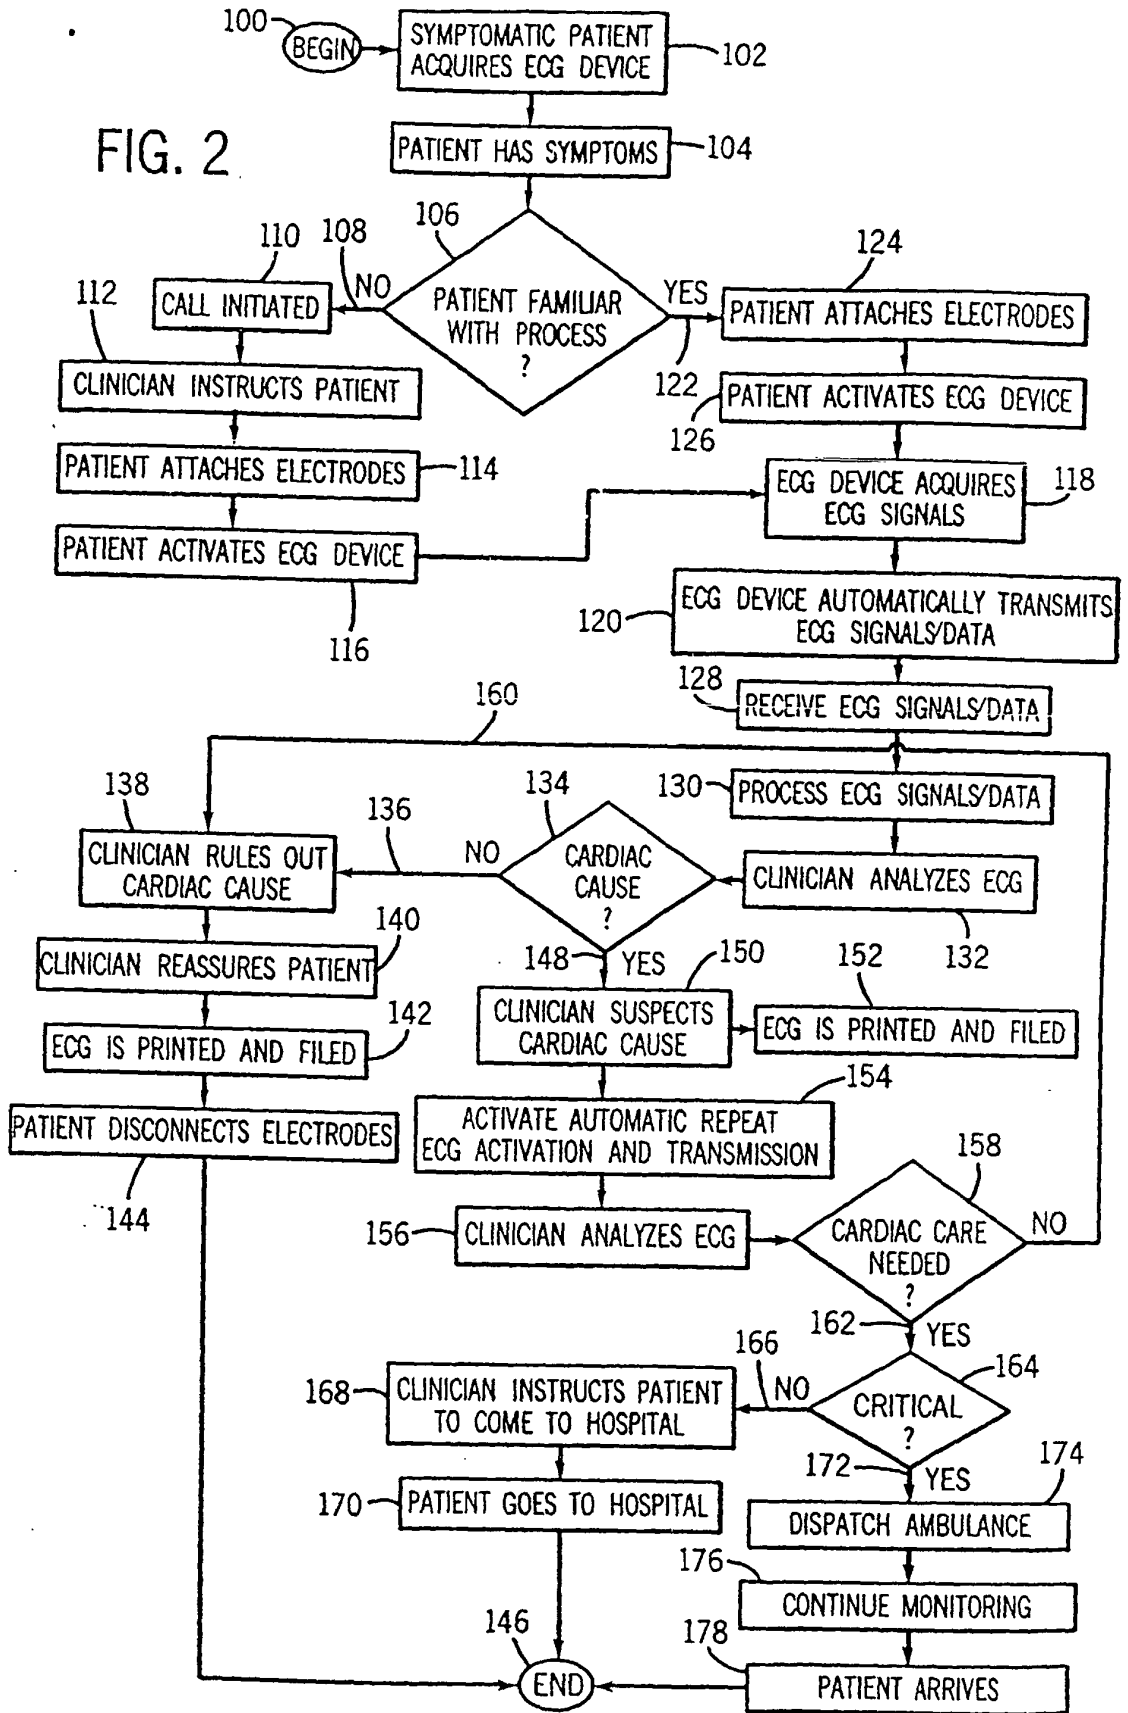 100
BEGIN
SYMPTOMATIC PATIENT
ACQUIRES ECG DEVICE
102
FIG. 2
PATIENT HAS SYMPTOMS
104
106
PATIENT FAMILIAR
WITH PROCESS
?
108
NO
110
CALL INITIATED
112
CLINICIAN INSTRUCTS PATIENT
PATIENT ATTACHES ELECTRODES
114
PATIENT ACTIVATES ECG DEVICE
116
YES
122
124
PATIENT ATTACHES ELECTRODES
PATIENT ACTIVATES ECG DEVICE
126
ECG DEVICE ACQUIRES
ECG SIGNALS
118
ECG DEVICE AUTOMATICALLY TRANSMITS
ECG SIGNALS/DATA
120
128
RECEIVE ECG SIGNALS/DATA
160
130
PROCESS ECG SIGNALS/DATA
CLINICIAN ANALYZES ECG
132
134
CARDIAC
CAUSE
?
NO
136
138
CLINICIAN RULES OUT
CARDIAC CAUSE
140
CLINICIAN REASSURES PATIENT
142
ECG IS PRINTED AND FILED
PATIENT DISCONNECTS ELECTRODES
144
148
YES
150
CLINICIAN SUSPECTS
CARDIAC CAUSE
152
ECG IS PRINTED AND FILED
154
ACTIVATE AUTOMATIC REPEAT
ECG ACTIVATION AND TRANSMISSION
156
CLINICIAN ANALYZES ECG
158
CARDIAC CARE
NEEDED
?
NO
162
YES
164
CRITICAL
?
166
NO
168
CLINICIAN INSTRUCTS PATIENT
TO COME TO HOSPITAL
170
PATIENT GOES TO HOSPITAL
172
YES
174
DISPATCH AMBULANCE
176
CONTINUE MONITORING
178
PATIENT ARRIVES
146
END